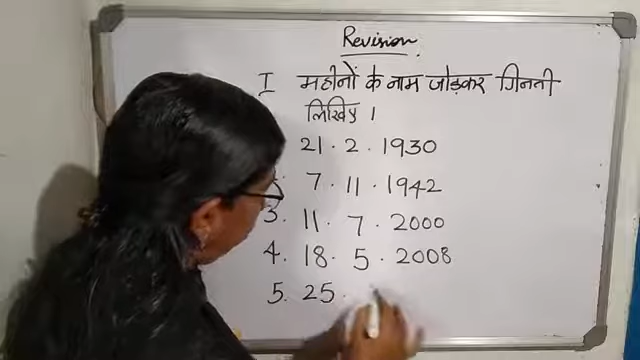 Revision
I महीनों के नाम जोड़कर गिनती
लिखिए ।
21 . 2 . 1930
7 . 11 . 1942
3. 11 . 7 . 2000
4. 18 . 5 . 2008
5. 25 .